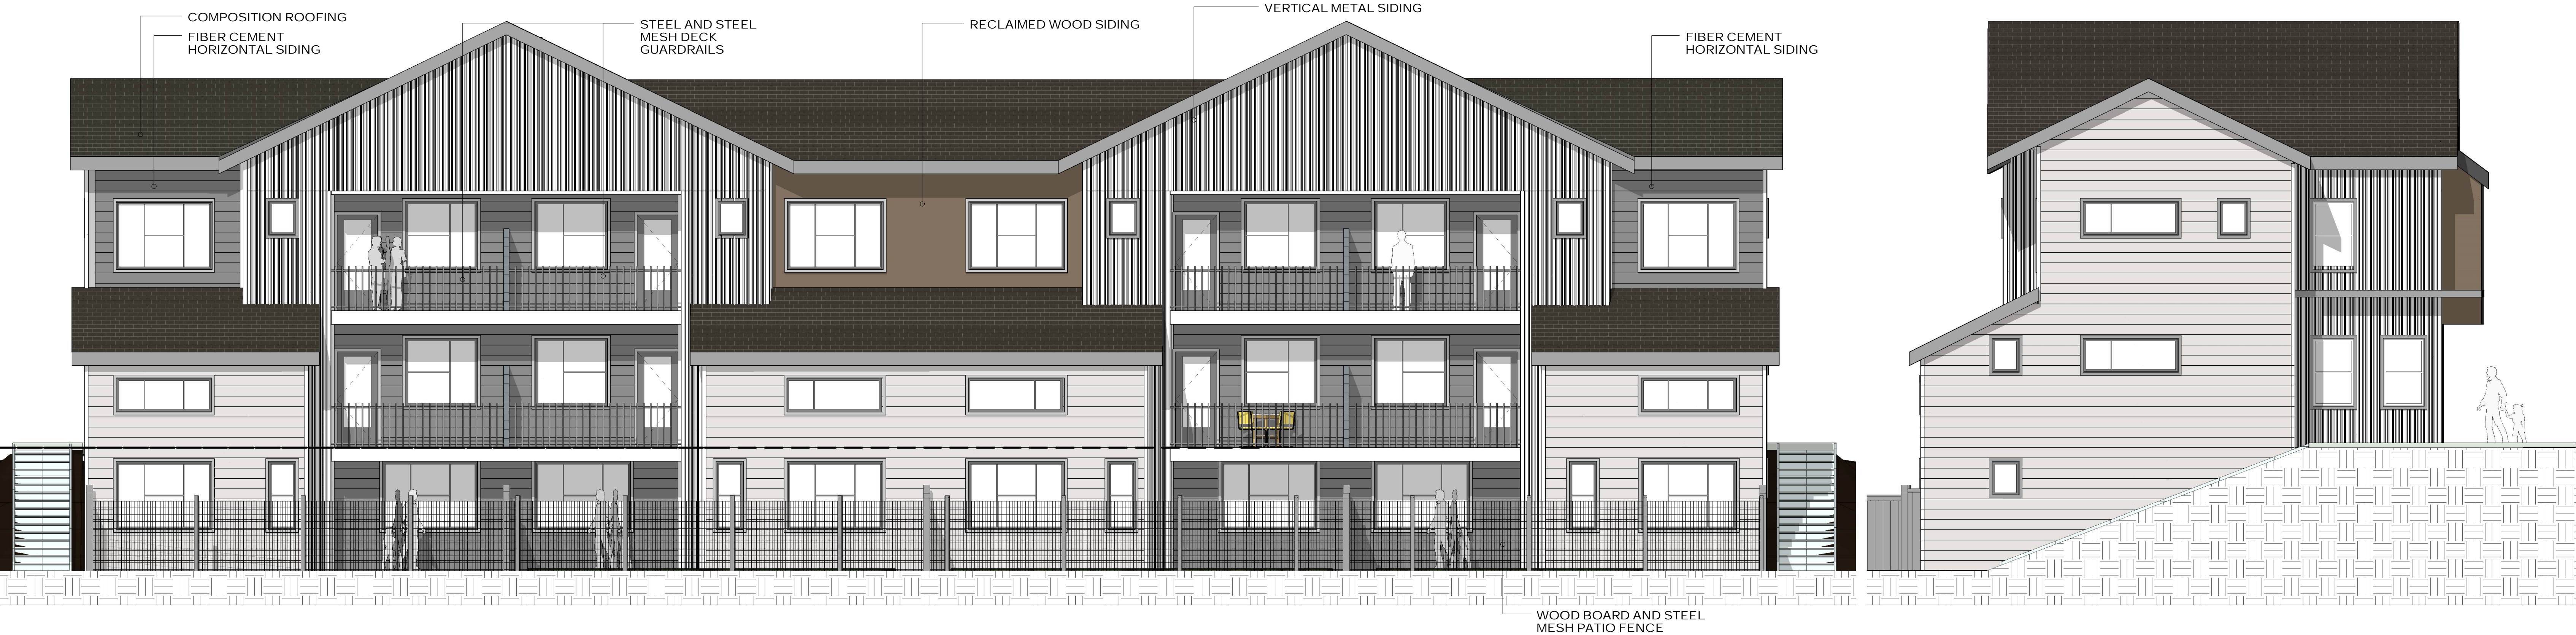 COMPOSITION ROOFING
FIBER CEMENT
HORIZONTAL SIDING
STEEL AND STEEL
MESH DECK
GUARDRAILS
RECLAIMED WOOD SIDING
VERTICAL METAL SIDING
FIBER CEMENT
HORIZONTAL SIDING
WOOD BOARD AND STEEL
MESH PATIO FENCE